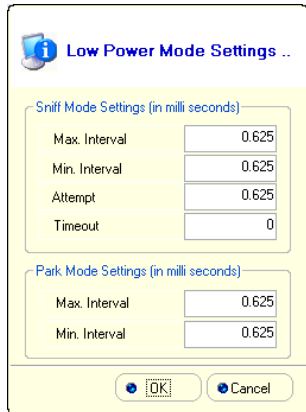 Low Power Mode Settings ..
Sniff Mode Settings (in milli seconds)
Max. Interval 0.625
Min. Interval 0.625
Attempt 0.625
Timeout 0
Park Mode Settings (in milli seconds)
Max. Interval 0.625
Min. Interval 0.625
OK Cancel